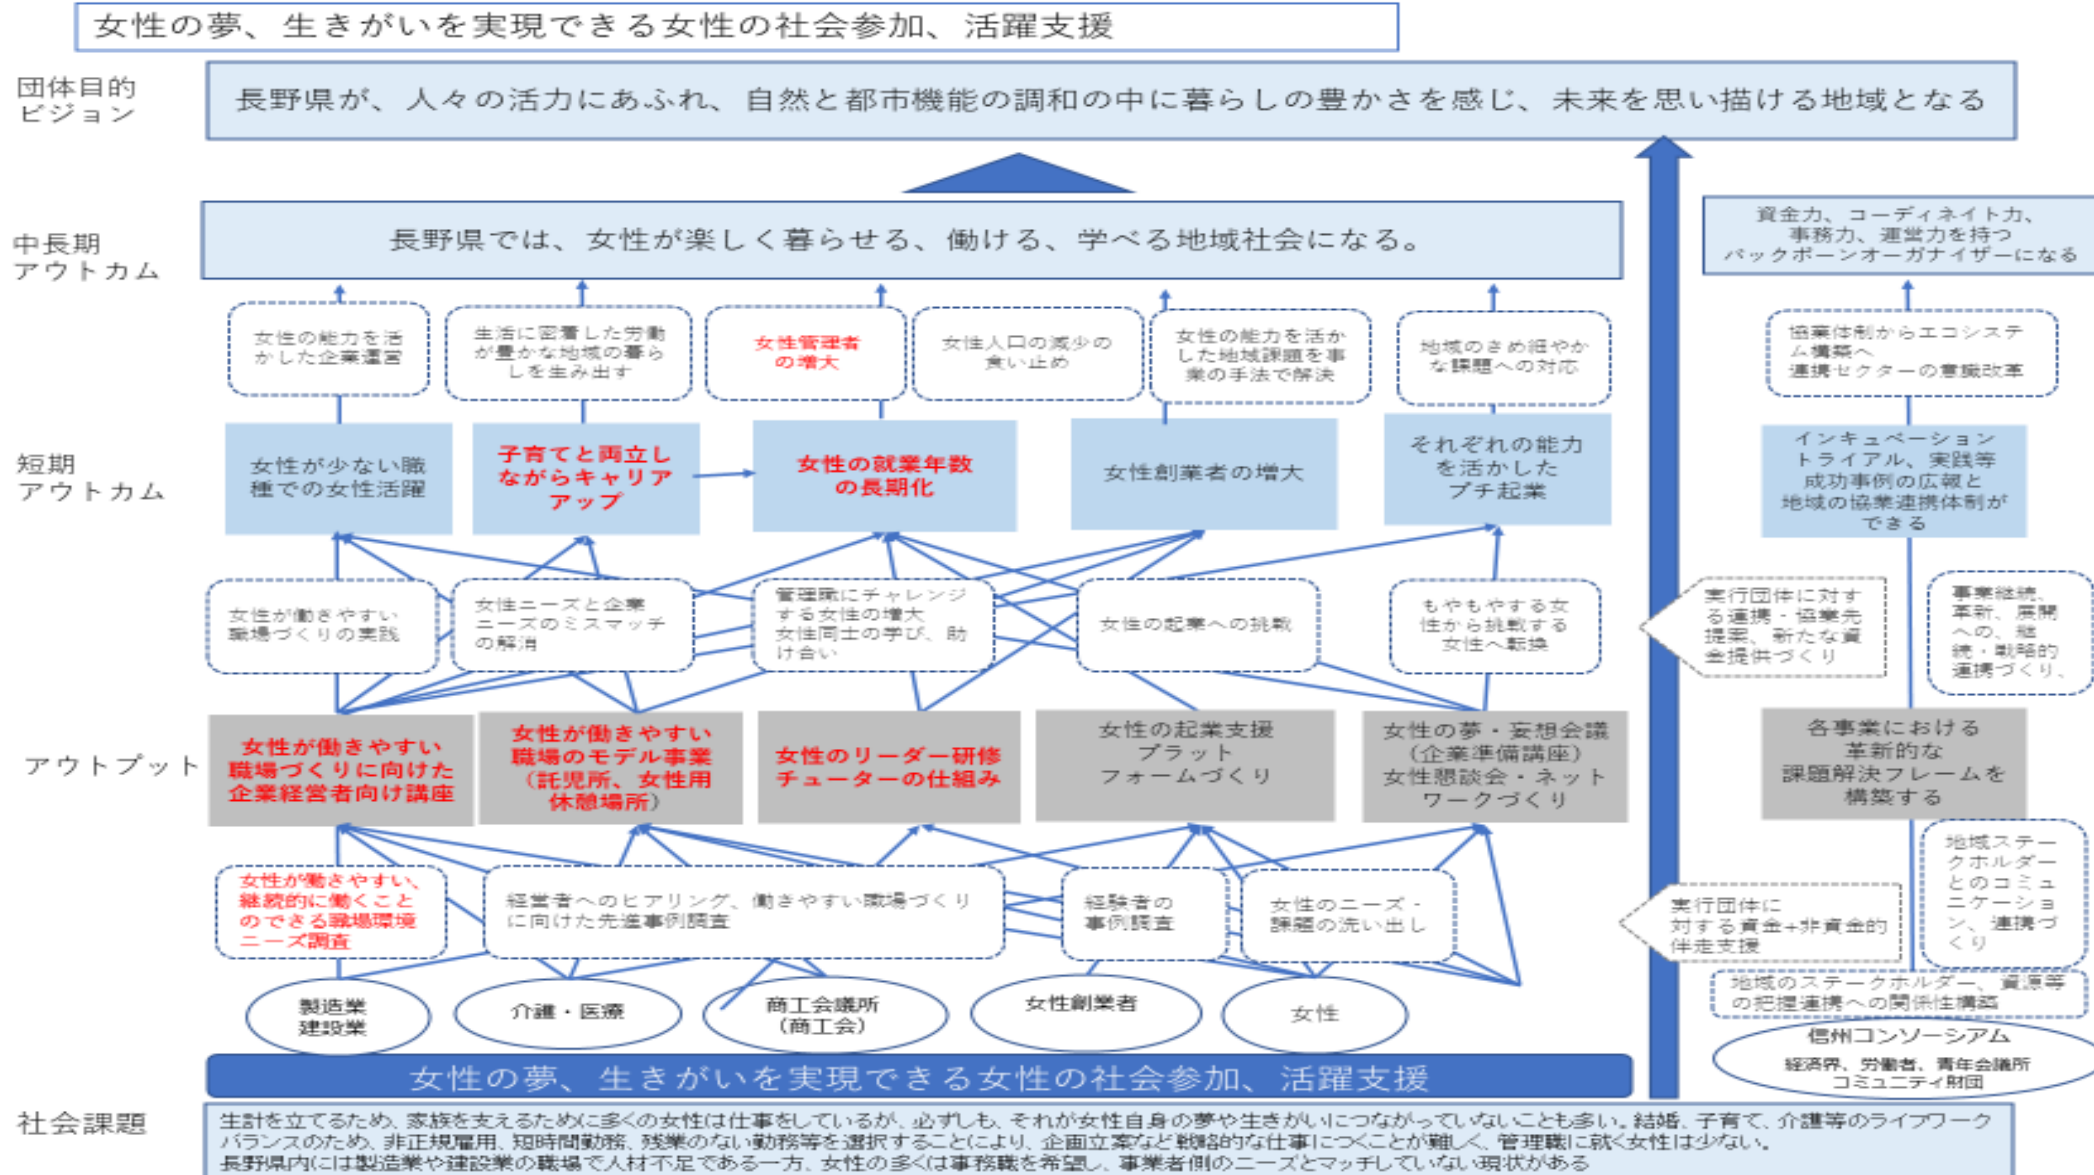 女性の夢、生きがいを実現できる女性の社会参加、活躍支援
団体目的
ビジョン
長野県が、人々の活力にあふれ、自然と都市機能の調和の中に暮らしの豊かさを感じ、未来を思い描ける地域となる
中長期
アウトカム
長野県では、女性が楽しく暮らせる、働ける、学べる地域社会になる。
資金力、コーディネイト力、
事務力、運営力を持つ
バックボーンオーガナイザーになる
女性の能力を活
かした企業運営
生活に密着した労働
が豊かな地域の暮ら
しを生み出す
女性管理者
の増大
女性人口の減少の
食い止め
女性の能力を活か
した地域課題を事
業の手法で解決
地域のきめ細やか
な課題への対応
協業体制からエコシステ
ム構築へ
連携セクターの意識改革
短期
アウトカム
女性が少ない職
種での女性活躍
子育てと両立し
ながらキャリア
アップ
女性の就業年数
の長期化
女性創業者の増大
それぞれの能力
を活かした
プチ起業
インキュベーション
トライアル、実践等
成功事例の広報と
地域の協業連携体制が
できる
女性が働きやすい
職場づくりの実践
女性ニーズと企業
ニーズのミスマッチ
の解消
管理職にチャレンジ
する女性の増大
女性同士の学び、助
け合い
女性の起業への挑戦
もやもやする女
性から挑戦する
女性へ転換
実行団体に対す
る連携・協業先
提案、新たな資
金提供づくり
事業継続、
革新、展開
への、継
続・戦略的
連携づくり、
アウトプット
女性が働きやすい
職場づくりに向けた
企業経営者向け講座
女性が働きやすい
職場のモデル事業
（託児所、女性用
休憩場所）
女性のリーダー研修
チューターの仕組み
女性の起業支援
プラット
フォームづくり
女性の夢・妄想会議
(企業準備講座)
女性懇談会・ネット
ワークづくり
各事業における
革新的な
課題解決フレームを
構築する
女性が働きやすい、
継続的に働くこと
のできる職場環境
ニーズ調査
経営者へのヒアリング、働きやすい職場づくり
に向けた先進事例調査
経験者の
事例調査
女性のニーズ・
課題の洗い出し
実行団体に
対する資金+非資金的
伴走支援
地域ステー
クホルダー
とのコミュ
ニケーショ
ン、連携づ
くり
地域のステークホルダー、資源等
の把握連携への関係性構築
製造業
建設業
介護・医療
商工会議所
（商工会）
女性創業者
女性
信州コンソーシアム
経済界、労働者、青年会議所
コミュニティ財団
女性の夢、生きがいを実現できる女性の社会参加、活躍支援
社会課題
生計を立てるため、家族を支えるために多くの女性は仕事をしているが、必ずしも、それが女性自身の夢や生きがいにつながっていないことも多い。結婚、子育て、介護等のライフワーク
バランスのため、非正規雇用、短時間勤務、残業のない勤務等を選択することにより、企画立案など戦略的な仕事につくことが難しく、管理職に就く女性は少ない。
長野県内には製造業や建設業の職場で人材不足である一方、女性の多くは事務職を希望し、事業者側のニーズとマッチしていない現状がある